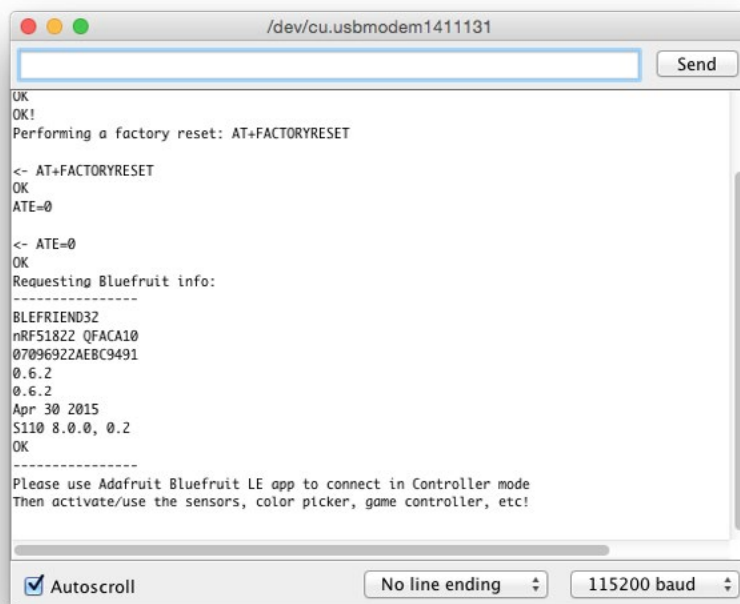 /dev/cu.usbmodem1411131
Send
OK
OK!
Performing a factory reset: AT+FACTORYRESET
<- AT+FACTORYRESET
OK
ATE=0
<- ATE=0
OK
Requesting Bluefruit info:
----------------
BLEFRIEND32
nRF51822 QFACA10
07096922AEBC9491
0.6.2
0.6.2
Apr 30 2015
S110 8.0.0, 0.2
OK
----------------
Please use Adafruit Bluefruit LE app to connect in Controller mode
Then activate/use the sensors, color picker, game controller, etc!
Autoscroll
No line ending
115200 baud